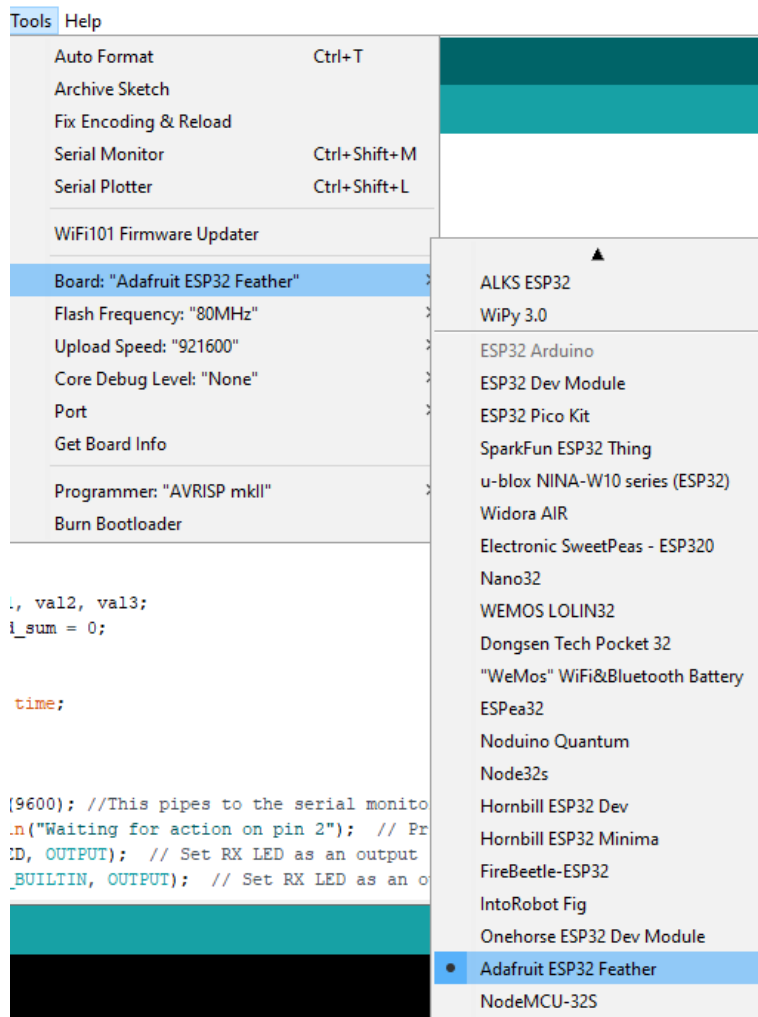 Tools Help
Auto Format Ctrl+T
Archive Sketch
Fix Encoding & Reload
Serial Monitor Ctrl+Shift+M
Serial Plotter Ctrl+Shift+L
WiFi101 Firmware Updater
Board: "Adafruit ESP32 Feather"
Flash Frequency: "80MHz"
Upload Speed: "921600"
Core Debug Level: "None"
Port
Get Board Info
Programmer: "AVRISP mkII"
Burn Bootloader
ALKS ESP32
WiPy 3.0
ESP32 Arduino
ESP32 Dev Module
ESP32 Pico Kit
SparkFun ESP32 Thing
u-blox NINA-W10 series (ESP32)
Widora AIR
Electronic SweetPeas - ESP320
Nano32
WEMOS LOLIN32
Dongsen Tech Pocket 32
"WeMos" WiFi&Bluetooth Battery
ESPea32
Noduino Quantum
Node32s
Hornbill ESP32 Dev
Hornbill ESP32 Minima
FireBeetle-ESP32
IntoRobot Fig
Onehorse ESP32 Dev Module
Adafruit ESP32 Feather
NodeMCU-32S
, val2, val3;
_sum = 0;
time;
(9600); //This pipes to the serial monito
n("Waiting for action on pin 2"); // Pr
ED, OUTPUT); // Set RX LED as an output
_BUILTIN, OUTPUT); // Set RX LED as an o